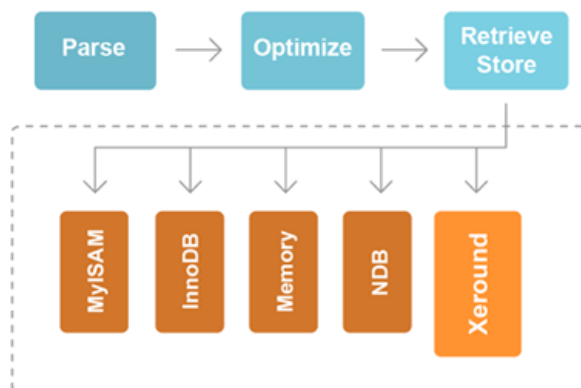 Parse
Optimize
Retrieve
Store
MyISAM
InnoDB
Memory
NDB
Xeround